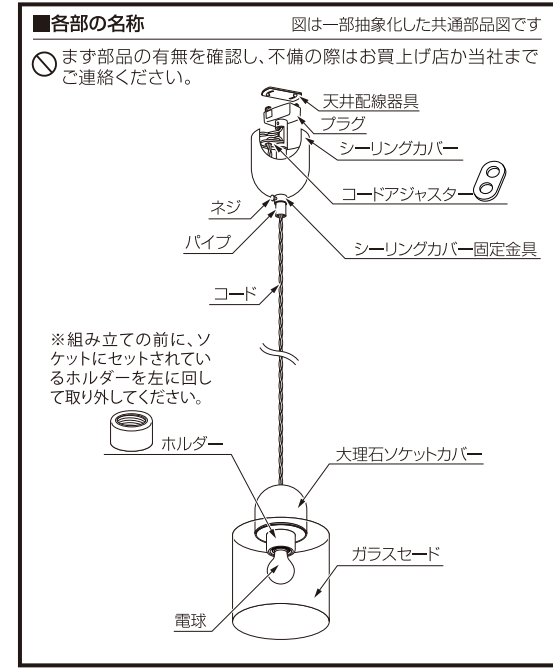 ■各部の名称
図は一部抽象化した共通部品図です
まず部品の有無を確認し、不備の際はお買上げ店か当社まで
ご連絡ください。
天井配線器具
プラグ
シーリングカバー
コードアジャスター
ネジ
パイプ
シーリングカバー固定金具
コード
※組み立ての前に、ソ
ケットにセットされてい
るホルダーを左に回し
て取り外してください。
ホルダー
大理石ソケットカバー
ガラスセード
電球